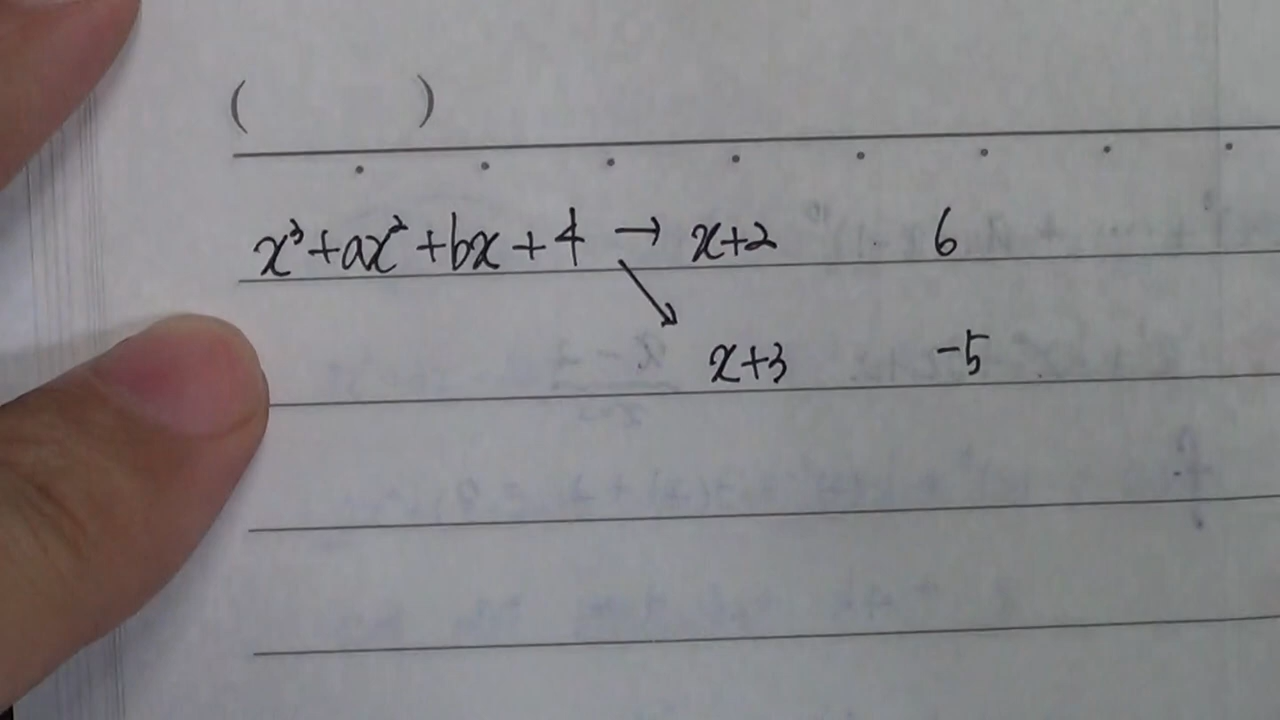 ( )
x³+ax²+bx+4 → x+2 6
↘ x+3 -5